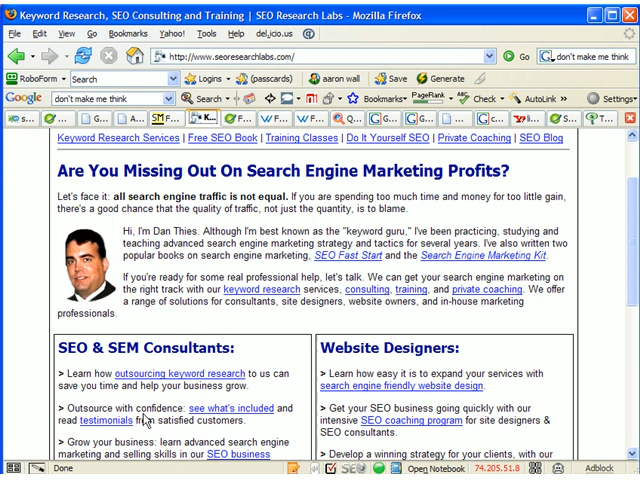 Keyword Research, SEO Consulting and Training | SEO Research Labs - Mozilla Firefox
File Edit View Go Bookmarks Yahoo! Tools Help del.icio.us
http://www.seoresearchlabs.com/ Go don't make me think
RoboForm Search Logins (passcards) aaron wall Save Generate
Google don't make me think Search PageRank ABC Check AutoLink Settings
Keyword Research Services | Free SEO Book | Training Classes | Do It Yourself SEO | Private Coaching | SEO Blog
Are You Missing Out On Search Engine Marketing Profits?
Let's face it: all search engine traffic is not equal. If you are spending too much time and money for too little gain,
there's a good chance that the quality of traffic, not just the quantity, is to blame.
Hi, I'm Dan Thies. Although I'm best known as the "keyword guru," I've been practicing, studying and
teaching advanced search engine marketing strategy and tactics for several years. I've also written two
popular books on search engine marketing, SEO Fast Start and the Search Engine Marketing Kit.
If you're ready for some real professional help, let's talk. We can get your search engine marketing on
the right track with our keyword research services, consulting, training, and private coaching. We offer
a range of solutions for consultants, site designers, website owners, and in-house marketing
professionals.
SEO & SEM Consultants:
> Learn how outsourcing keyword research to us can
save you time and help your business grow.
> Outsource with confidence: see what's included and
read testimonials from satisfied customers.
> Grow your business: learn advanced search engine
marketing and selling skills in our SEO business
Website Designers:
> Learn how easy it is to expand your services with
search engine friendly website design.
> Get your SEO business going quickly with our
intensive SEO coaching program for site designers &
SEO consultants.
> Develop a winning strategy for your clients, with our
Done Open Notebook 74.205.51.8 Adblock